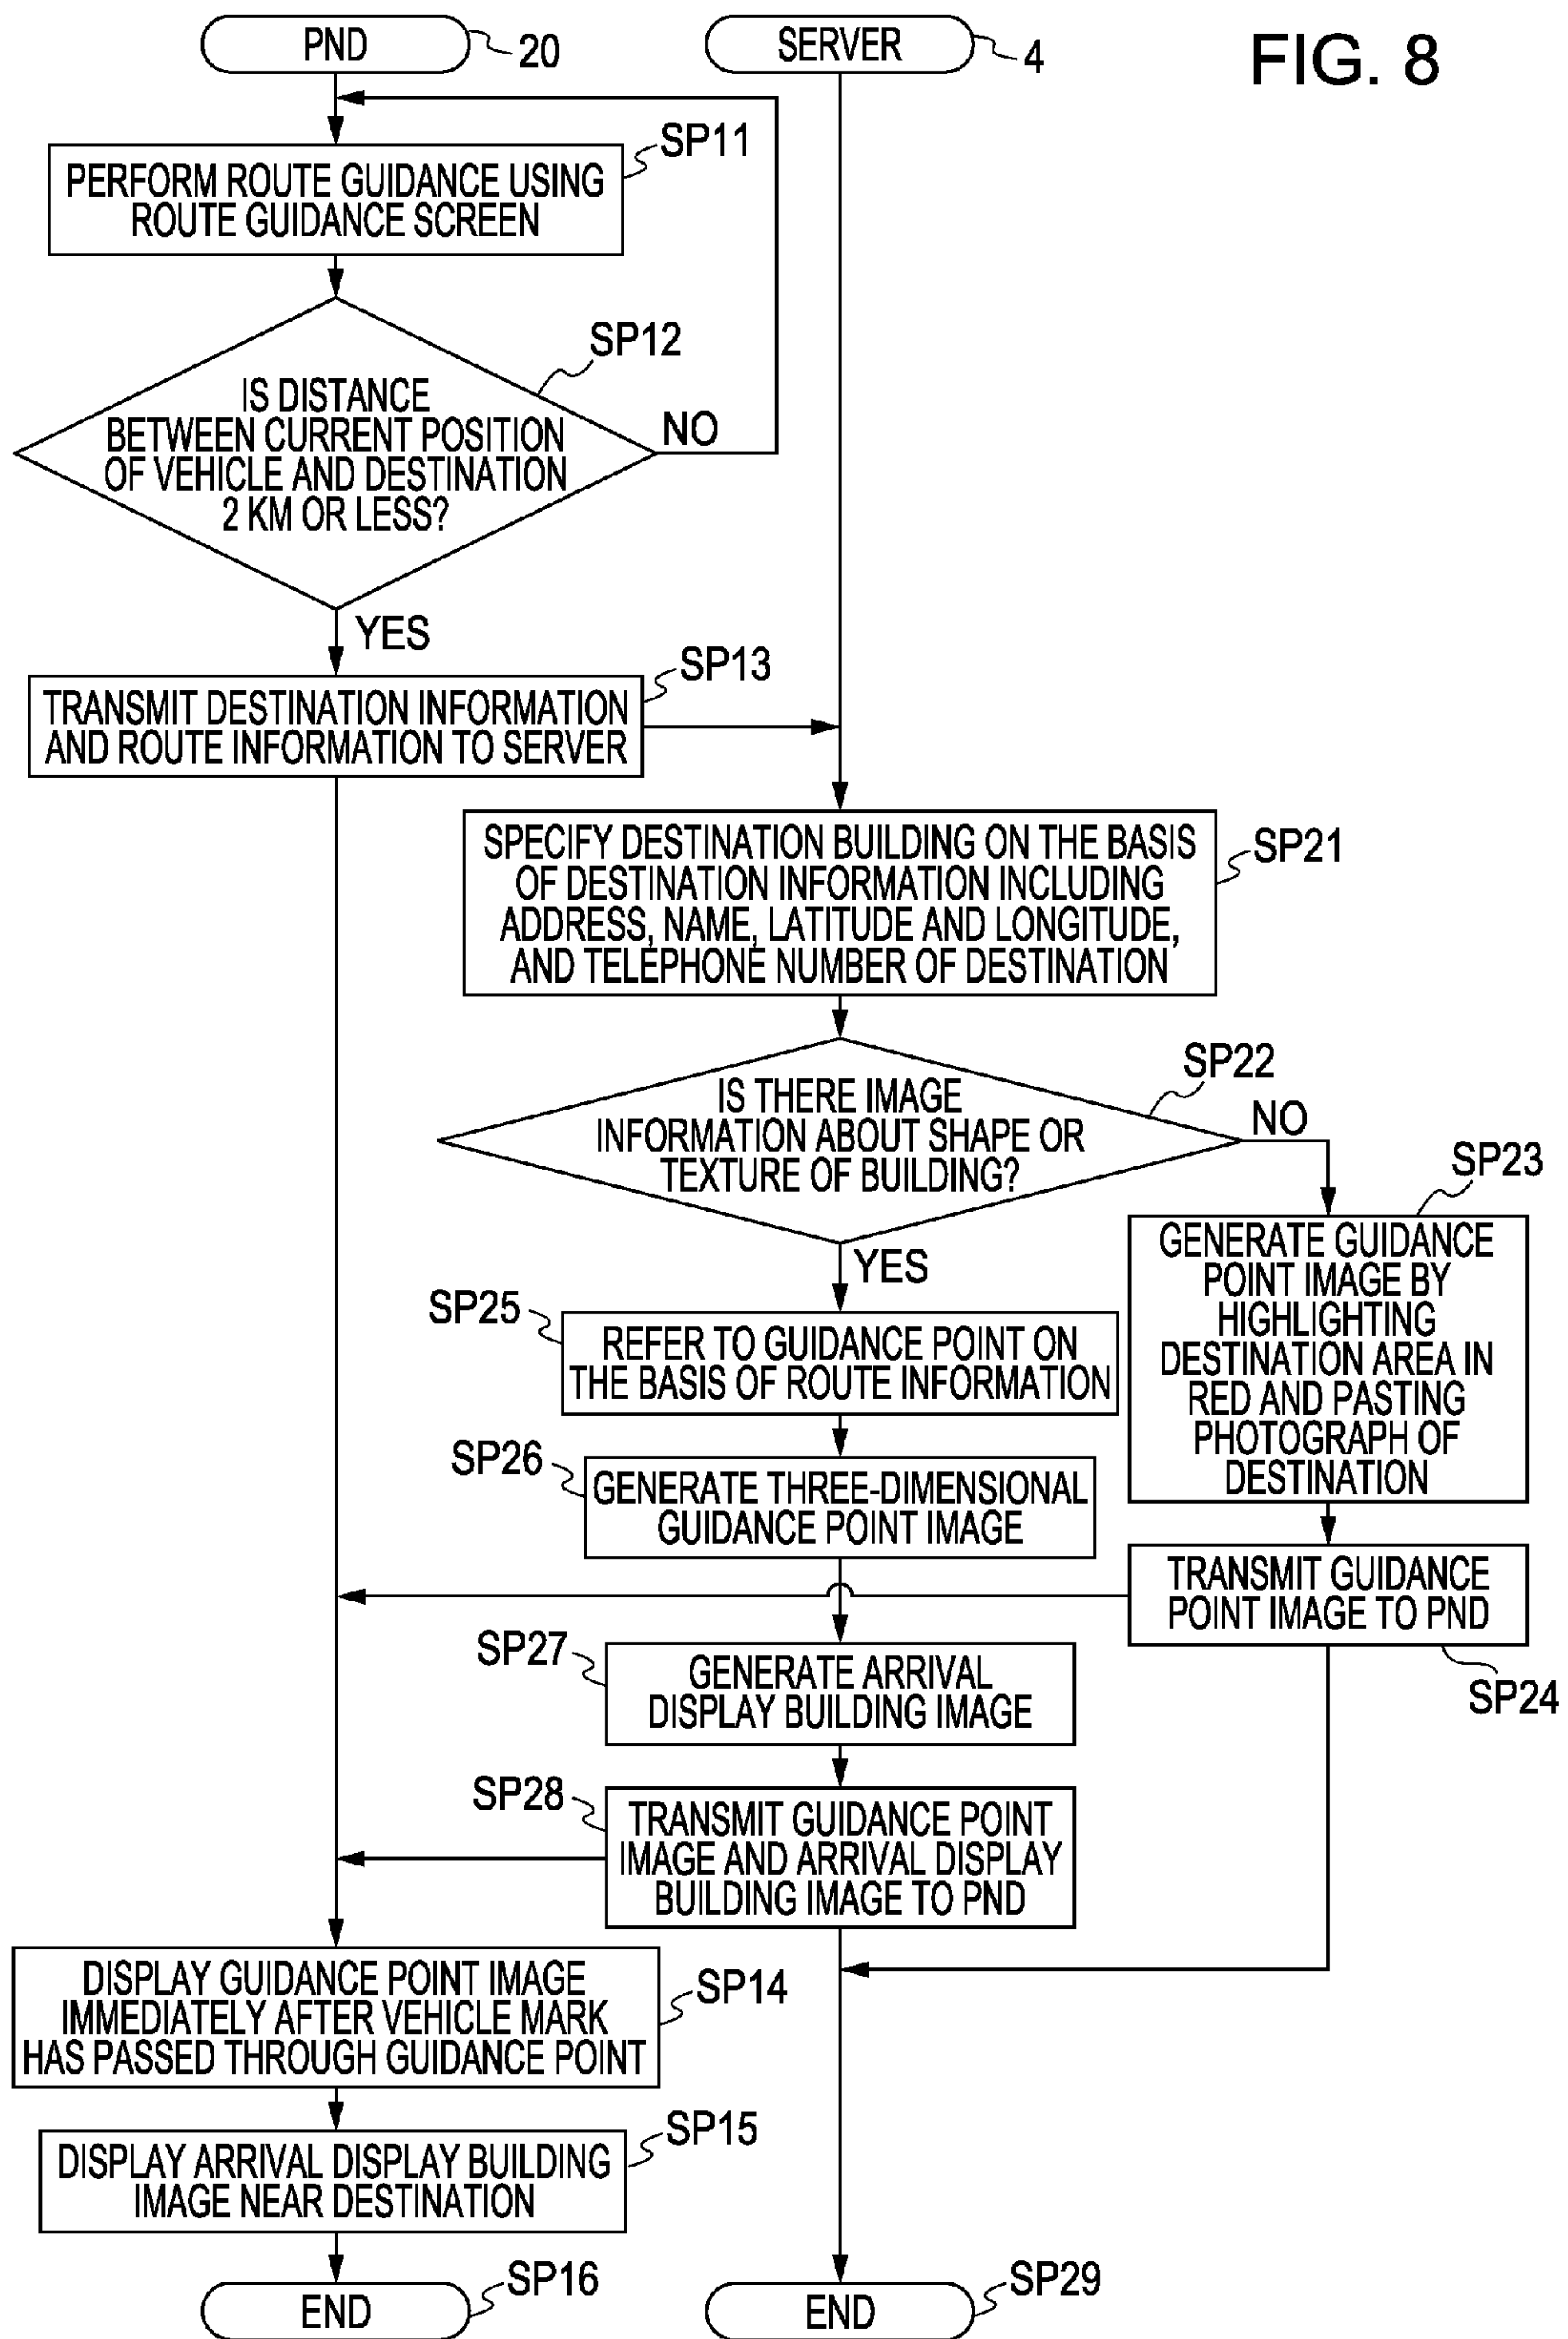 FIG. 8
PND
20
SERVER
4
SP11
PERFORM ROUTE GUIDANCE USING
ROUTE GUIDANCE SCREEN
SP12
IS DISTANCE
BETWEEN CURRENT POSITION
OF VEHICLE AND DESTINATION
2 KM OR LESS?
NO
YES
SP13
TRANSMIT DESTINATION INFORMATION
AND ROUTE INFORMATION TO SERVER
SPECIFY DESTINATION BUILDING ON THE BASIS
OF DESTINATION INFORMATION INCLUDING
ADDRESS, NAME, LATITUDE AND LONGITUDE,
AND TELEPHONE NUMBER OF DESTINATION
SP21
SP22
IS THERE IMAGE
INFORMATION ABOUT SHAPE OR
TEXTURE OF BUILDING?
NO
YES
SP23
GENERATE GUIDANCE
POINT IMAGE BY
HIGHLIGHTING
DESTINATION AREA IN
RED AND PASTING
PHOTOGRAPH OF
DESTINATION
SP25
REFER TO GUIDANCE POINT ON
THE BASIS OF ROUTE INFORMATION
SP26
GENERATE THREE-DIMENSIONAL
GUIDANCE POINT IMAGE
TRANSMIT GUIDANCE
POINT IMAGE TO PND
SP24
SP27
GENERATE ARRIVAL
DISPLAY BUILDING IMAGE
SP28
TRANSMIT GUIDANCE POINT
IMAGE AND ARRIVAL DISPLAY
BUILDING IMAGE TO PND
DISPLAY GUIDANCE POINT IMAGE
IMMEDIATELY AFTER VEHICLE MARK
HAS PASSED THROUGH GUIDANCE POINT
SP14
SP15
DISPLAY ARRIVAL DISPLAY BUILDING
IMAGE NEAR DESTINATION
END
SP16
END
SP29